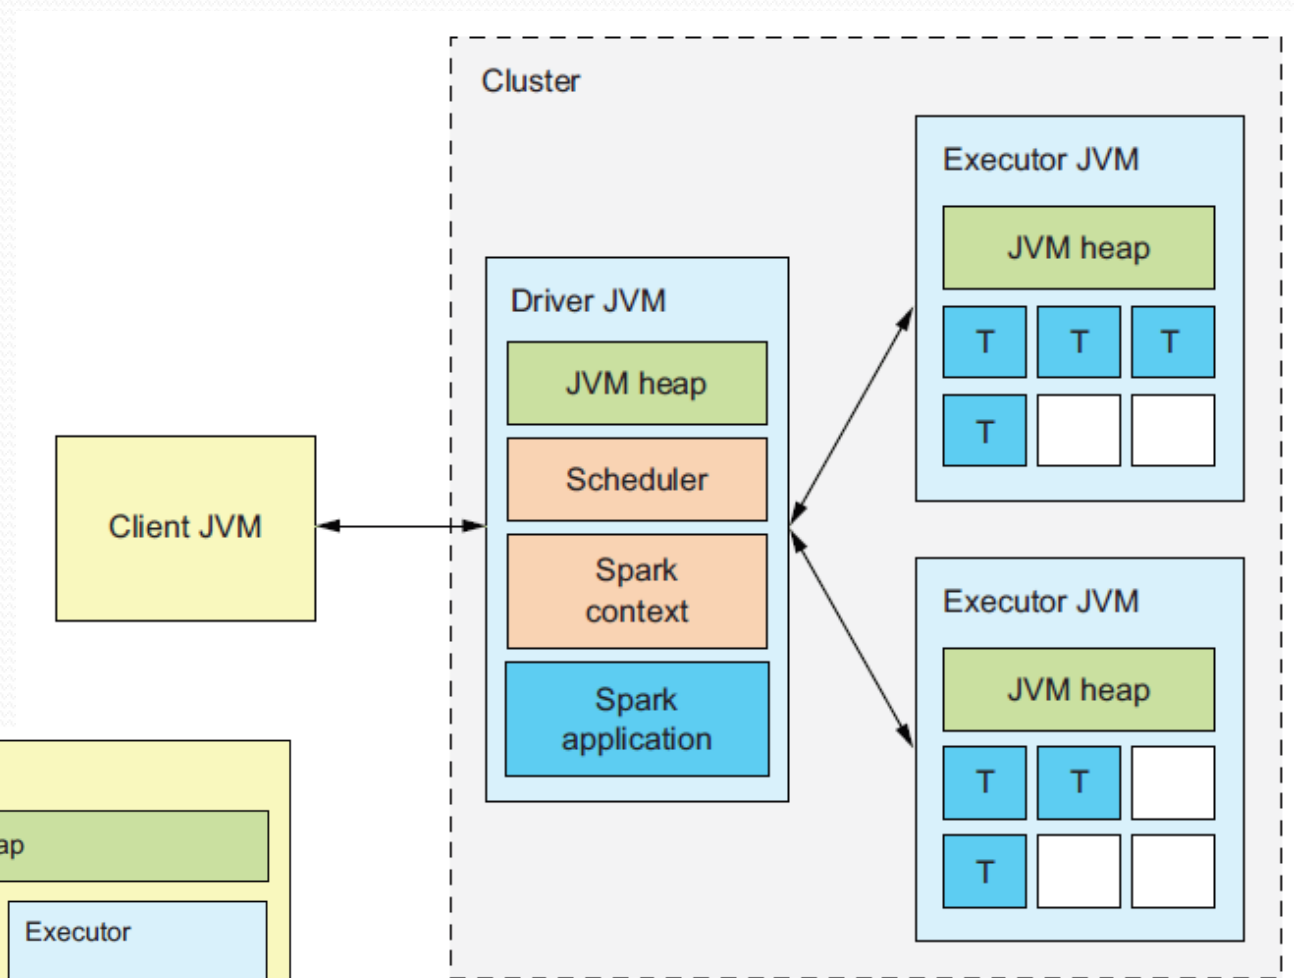 Cluster
Executor JVM
JVM heap
T T T
T
Driver JVM
JVM heap
Scheduler
Spark
context
Spark
application
Client JVM
Executor JVM
JVM heap
T T
T
ap
Executor